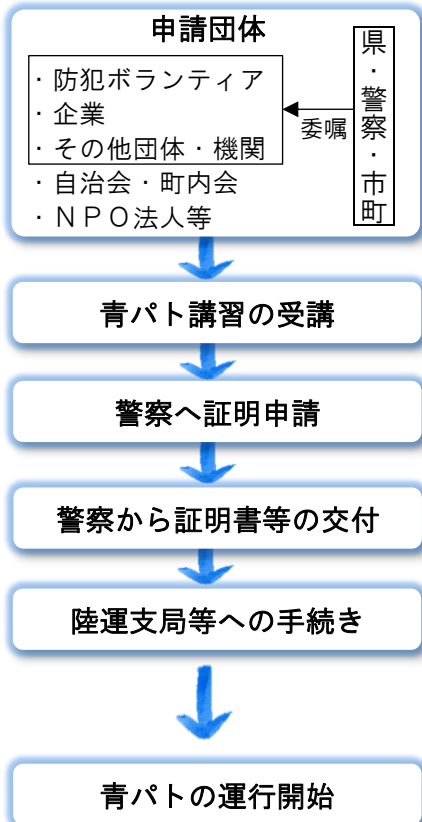 申請団体
・防犯ボランティア
・企業
・その他団体・機関
・自治会・町内会
・ＮＰＯ法人等
委嘱
県・警察・市町
青パト講習の受講
警察へ証明申請
警察から証明書等の交付
陸運支局等への手続き
青パトの運行開始